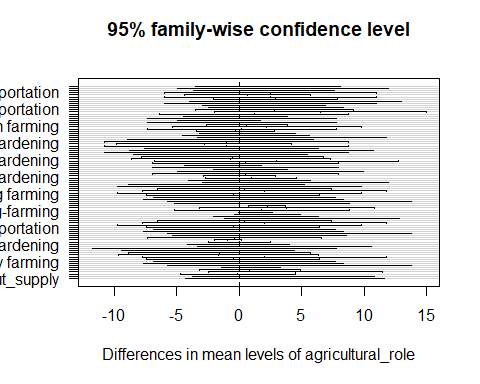 95% family-wise confidence level
portation
portation
farming
ardening
ardening
ardening
g farming
g-farming
portation
ardening
y farming
ut_supply
-10 -5 0 5 10 15
Differences in mean levels of agricultural_role